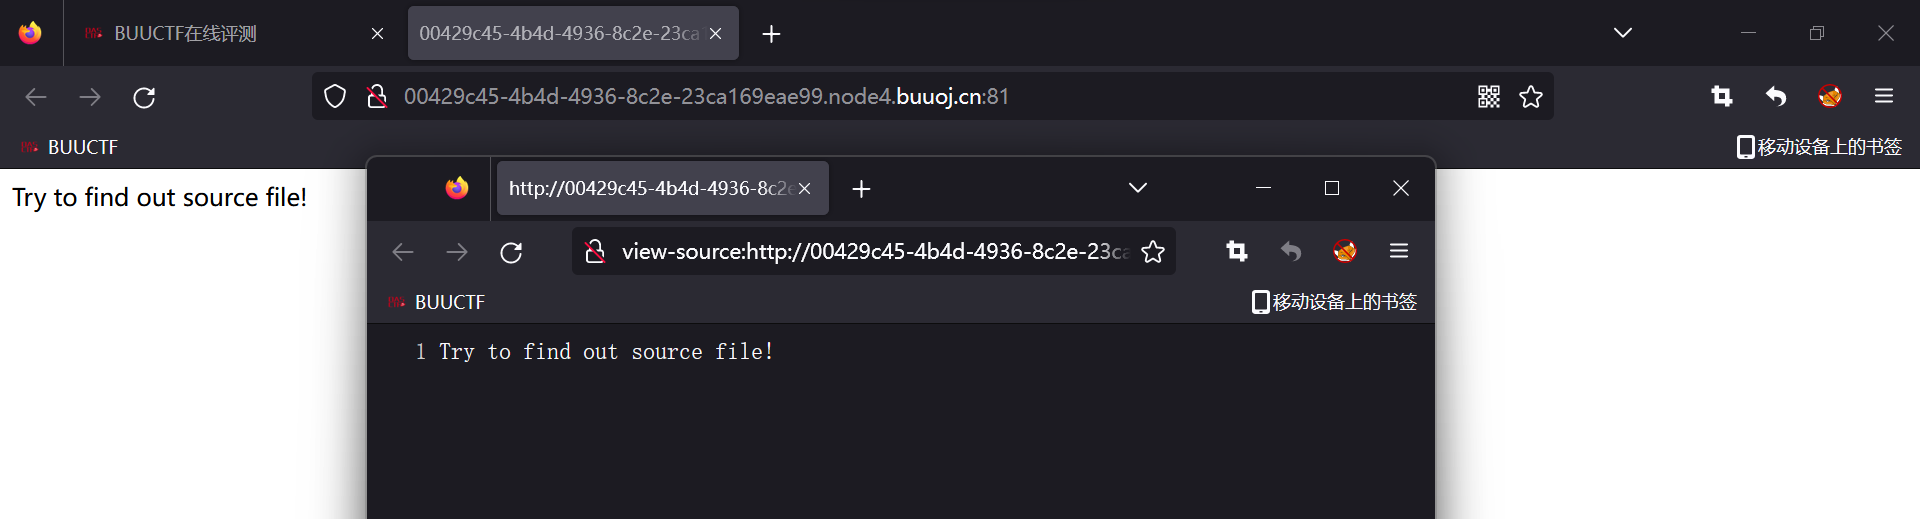 BUUCTF在线评测
00429c45-4b4d-4936-8c2e-23ca1
00429c45-4b4d-4936-8c2e-23ca169eae99.node4.buuoj.cn:81
BUUCTF
移动设备上的书签
Try to find out source file!
http://00429c45-4b4d-4936-8c2e
view-source:http://00429c45-4b4d-4936-8c2e-23ca
BUUCTF
移动设备上的书签
1 Try to find out source file!